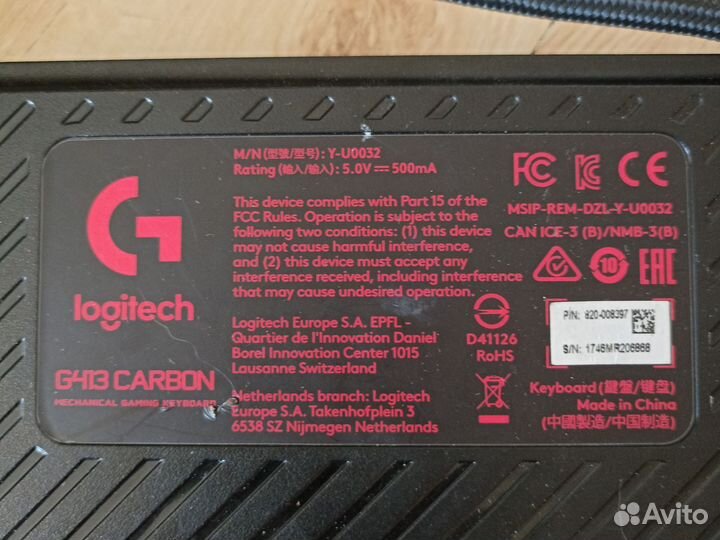 M/N(型號/型号): Y-U0032
Rating(輸入/输入): 5.0V⎓500mA
This device complies with Part 15 of the
FCC Rules. Operation is subject to the
following two conditions: (1) this device
may not cause harmful interference,
and (2) this device must accept any
interference received, including interference
that may cause undesired operation.
Logitech Europe S.A. EPFL -
Quartier de l'Innovation Daniel
Borel Innovation Center 1015
Lausanne Switzerland
Netherlands branch: Logitech
Europe S.A. Takenhofplein 3
6538 SZ Nijmegen Netherlands
G
logitech
G413 CARBON
MECHANICAL GAMING KEYBOARD
FC CE
MSIP-REM-DZL-Y-U0032
CAN ICE-3 (B)/NMB-3(B)
10 EAC
D41126
RoHS
P/N: 820-008397
S/N: 1746MR206868
Keyboard(鍵盤/键盘)
Made in China
(中國製造/中国制造)
Avito